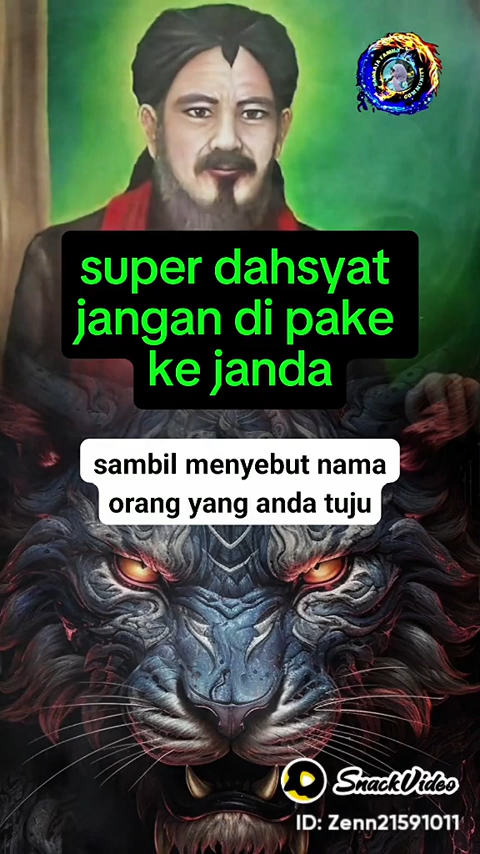 super dahsyat
jangan di pake
ke janda
sambil menyebut nama
orang yang anda tuju
SnackVideo
ID: Zenn21591011